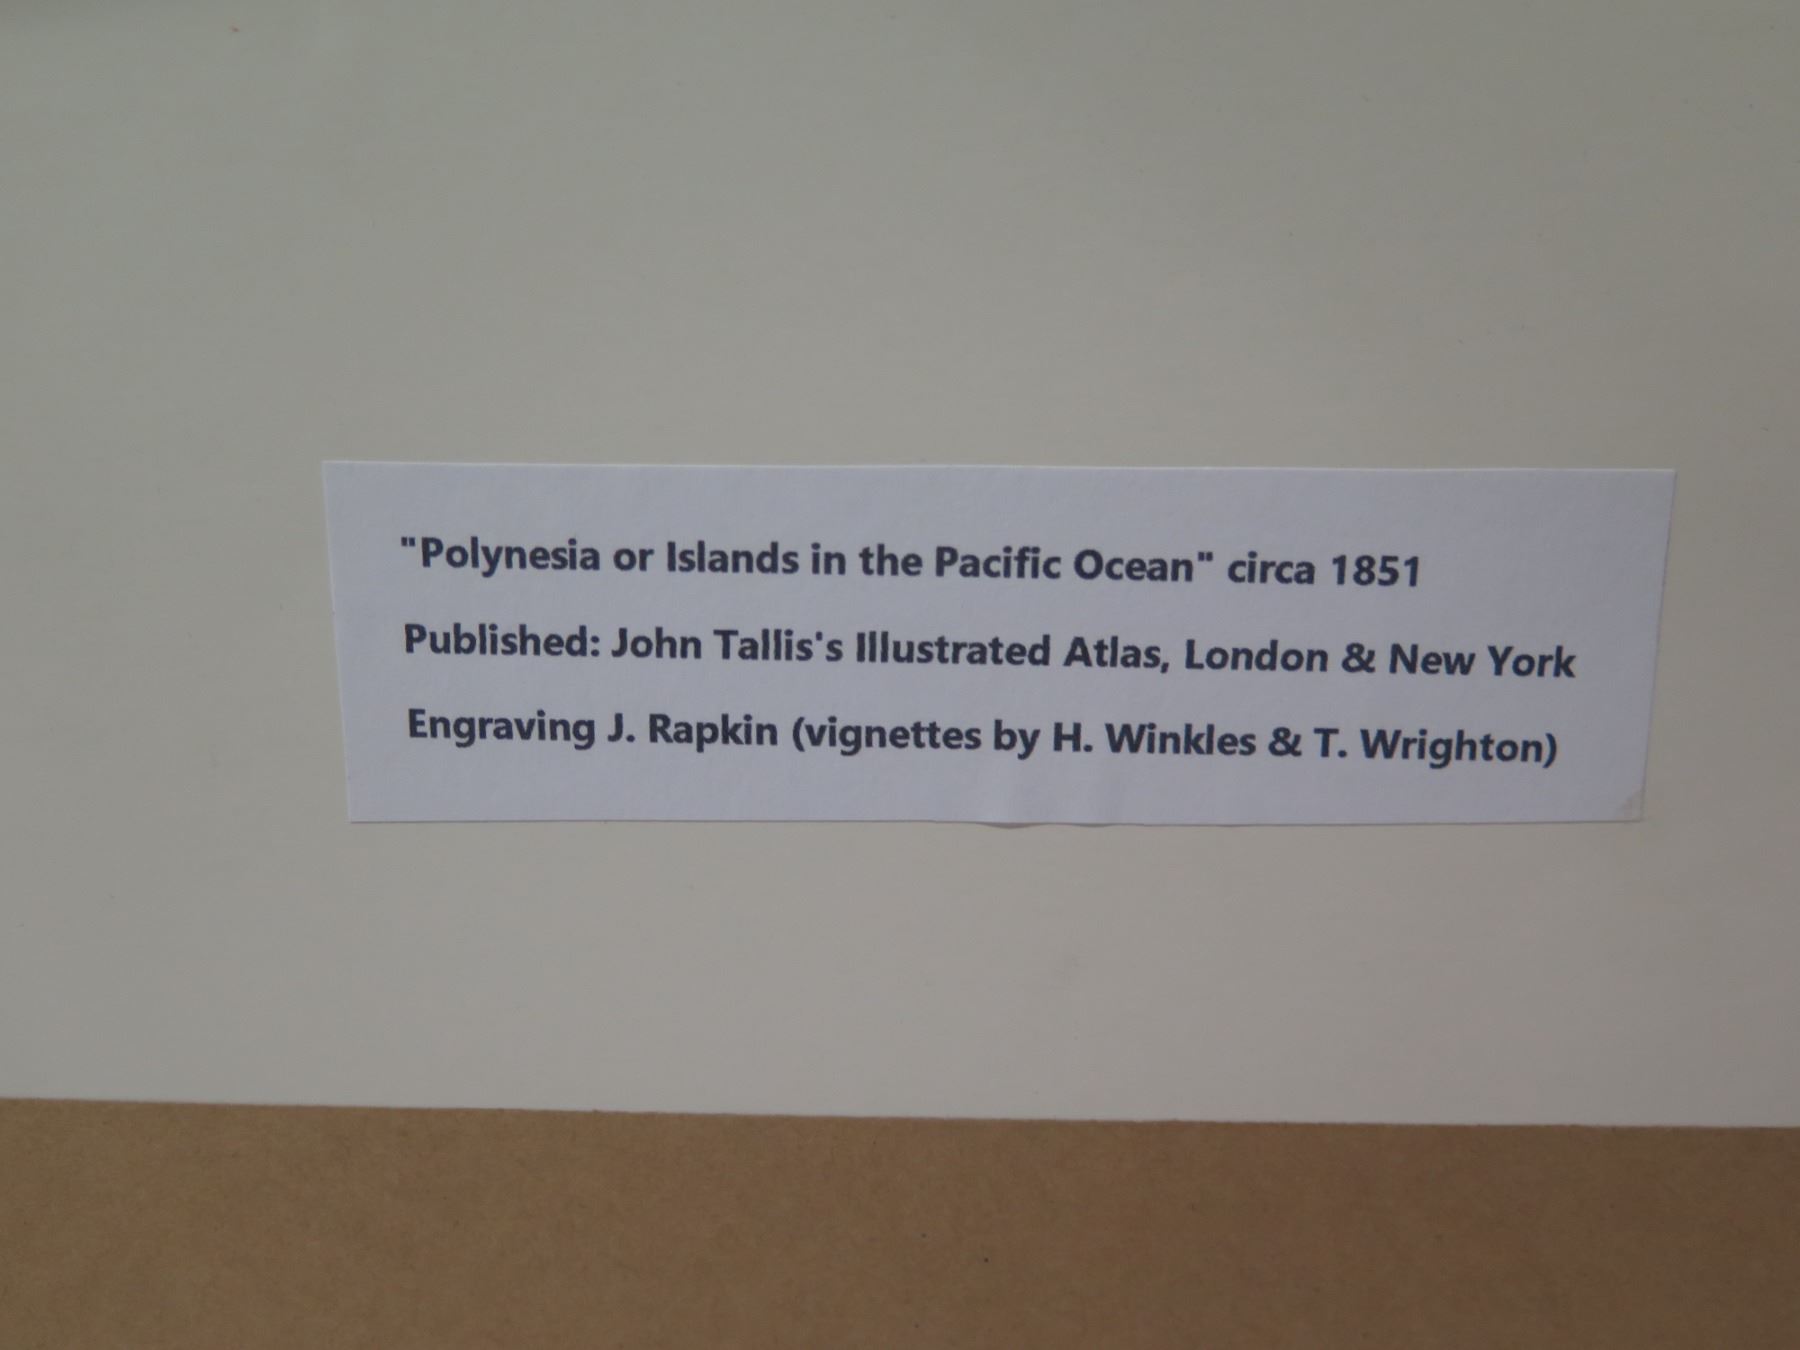 "Polynesia or Islands in the Pacific Ocean" circa 1851
Published: John Tallis's Illustrated Atlas, London & New York
Engraving J. Rapkin (vignettes by H. Winkles & T. Wrighton)